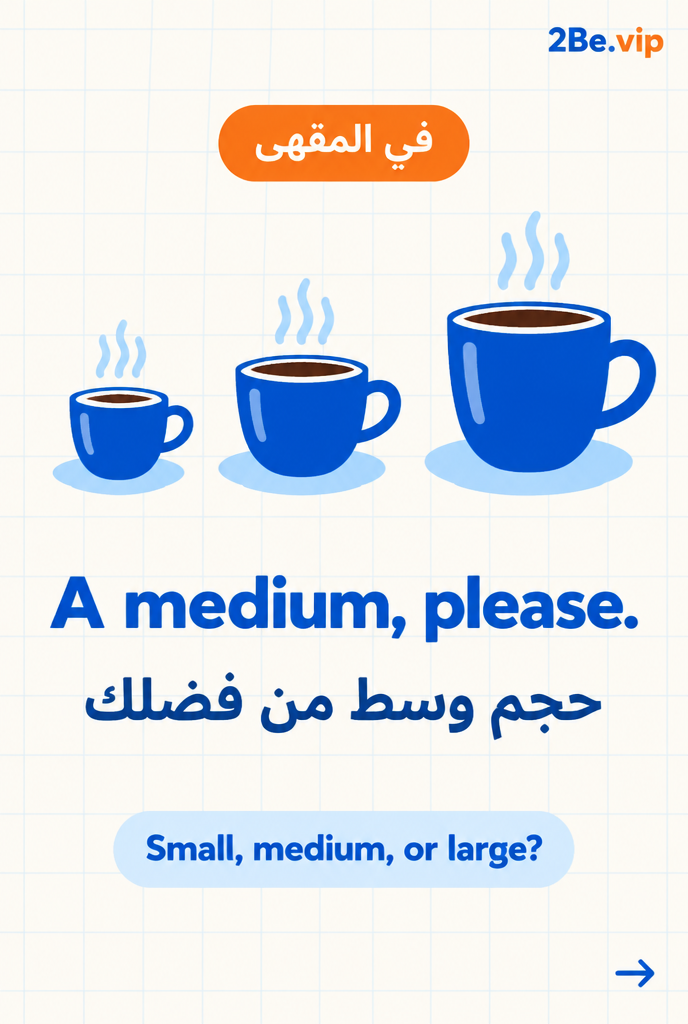 2Be.vip
في المقهى
A medium, please.
حجم وسط من فضلك
Small, medium, or large?